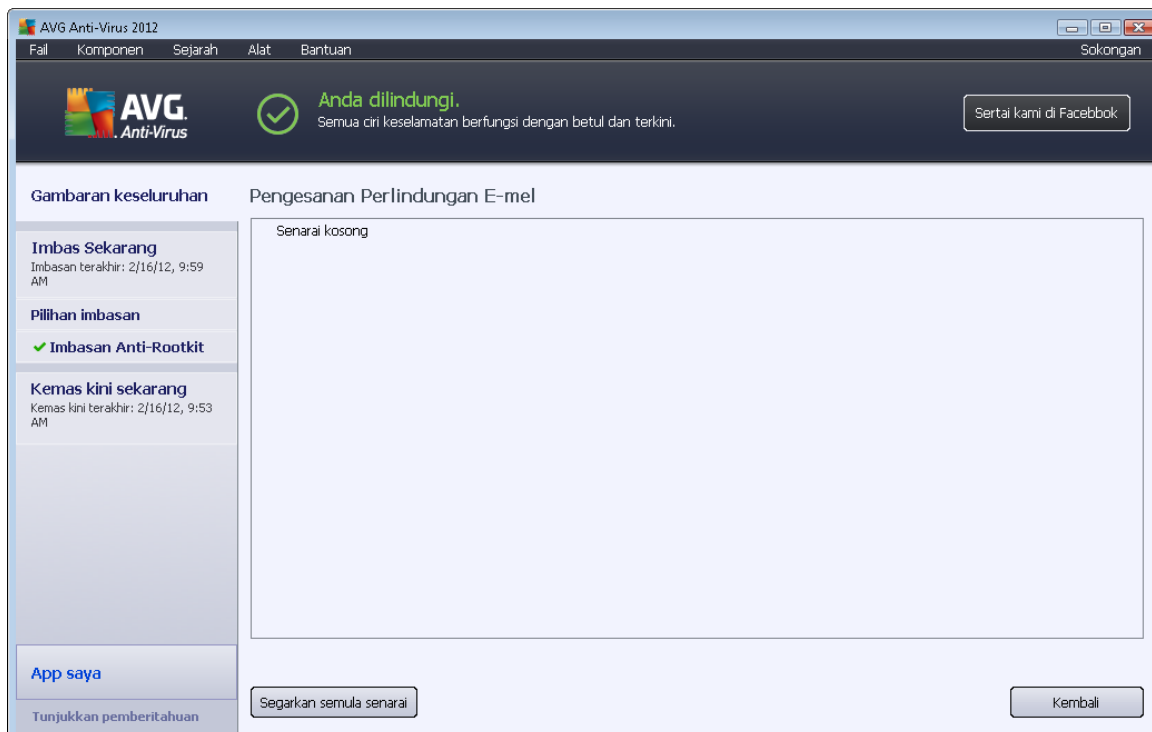 AVG Anti-Virus 2012
Fail Komponen Sejarah Alat Bantuan Sokongan
AVG.
Anti-Virus
Anda dilindungi.
Semua ciri keselamatan berfungsi dengan betul dan terkini.
Sertai kami di Facebbok
Gambaran keseluruhan
Imbas Sekarang
Imbasan terakhir: 2/16/12, 9:59
AM
Pilihan imbasan
Imbasan Anti-Rootkit
Kemas kini sekarang
Kemas kini terakhir: 2/16/12, 9:53
AM
App saya
Tunjukkan pemberitahuan
Pengesanan Perlindungan E-mel
Senarai kosong
Segarkan semula senarai
Kembali